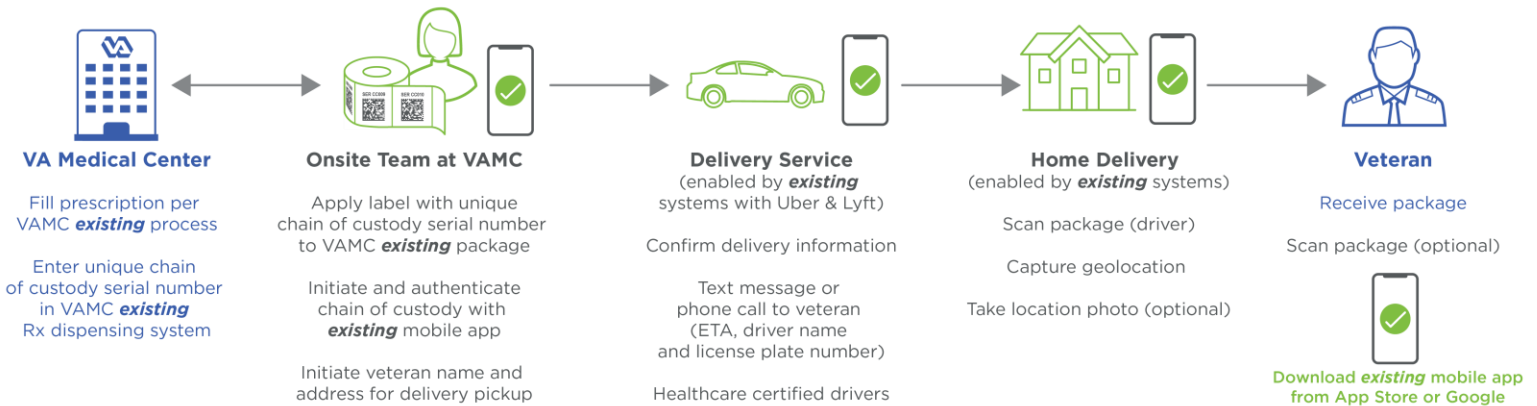 VA
SER CC009
SER CC010
VA Medical Center
Fill prescription per
VAMC existing process
Enter unique chain
of custody serial number
in VAMC existing
Rx dispensing system
Onsite Team at VAMC
Apply label with unique
chain of custody serial number
to VAMC existing package
Initiate and authenticate
chain of custody with
existing mobile app
Initiate veteran name and
address for delivery pickup
Delivery Service
(enabled by existing
systems with Uber & Lyft)
Confirm delivery information
Text message or
phone call to veteran
(ETA, driver name
and license plate number)
Healthcare certified drivers
Home Delivery
(enabled by existing systems)
Scan package (driver)
Capture geolocation
Take location photo (optional)
Veteran
Receive package
Scan package (optional)
Download existing mobile app
from App Store or Google